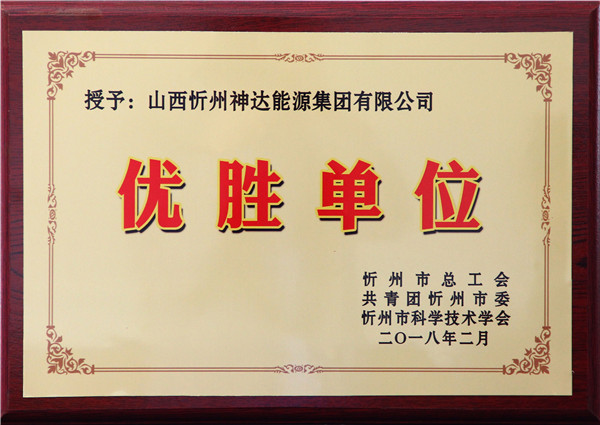 授予：山西忻州神达能源集团有限公司
优胜单位
忻州市总工会
共青团忻州市委
忻州市科学技术学会
二〇一八年二月